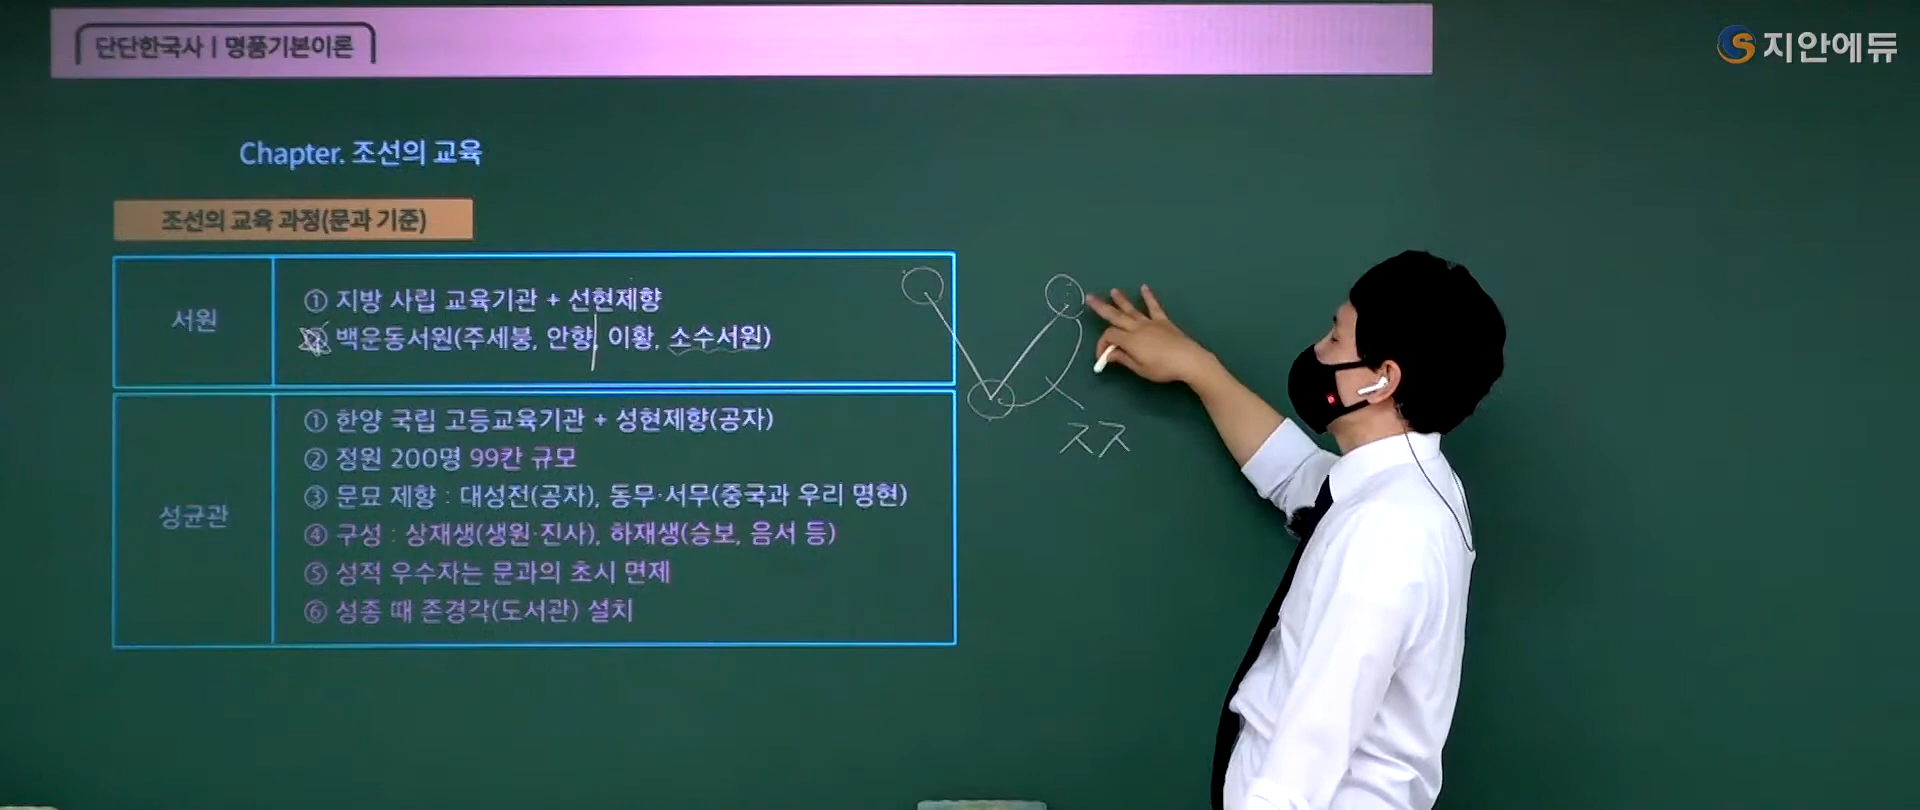 단단한국사 | 명품기본이론
지안에듀
Chapter. 조선의 교육
조선의 교육 과정(문과 기준)
서원
① 지방 사립 교육기관 + 선현제향
② 백운동서원(주세붕, 안향, 이황, 소수서원)
성균관
① 한양 국립 고등교육기관 + 성현제향(공자)
② 정원 200명 99칸 규모
③ 문묘 제향 : 대성전(공자), 동무·서무(중국과 우리 명현)
④ 구성 : 상재생(생원·진사), 하재생(승보, 음서 등)
⑤ 성적 우수자는 문과의 초시 면제
⑥ 성종 때 존경각(도서관) 설치
ㅈㅈ